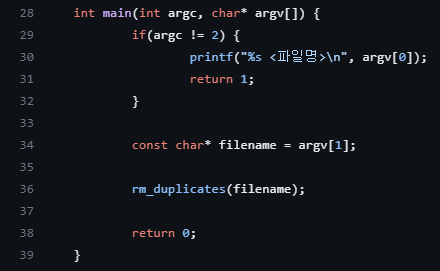 28 int main(int argc, char* argv[]) {
29 if(argc != 2) {
30 printf("%s <파일명>\n", argv[0]);
31 return 1;
32 }
33
34 const char* filename = argv[1];
35
36 rm_duplicates(filename);
37
38 return 0;
39 }